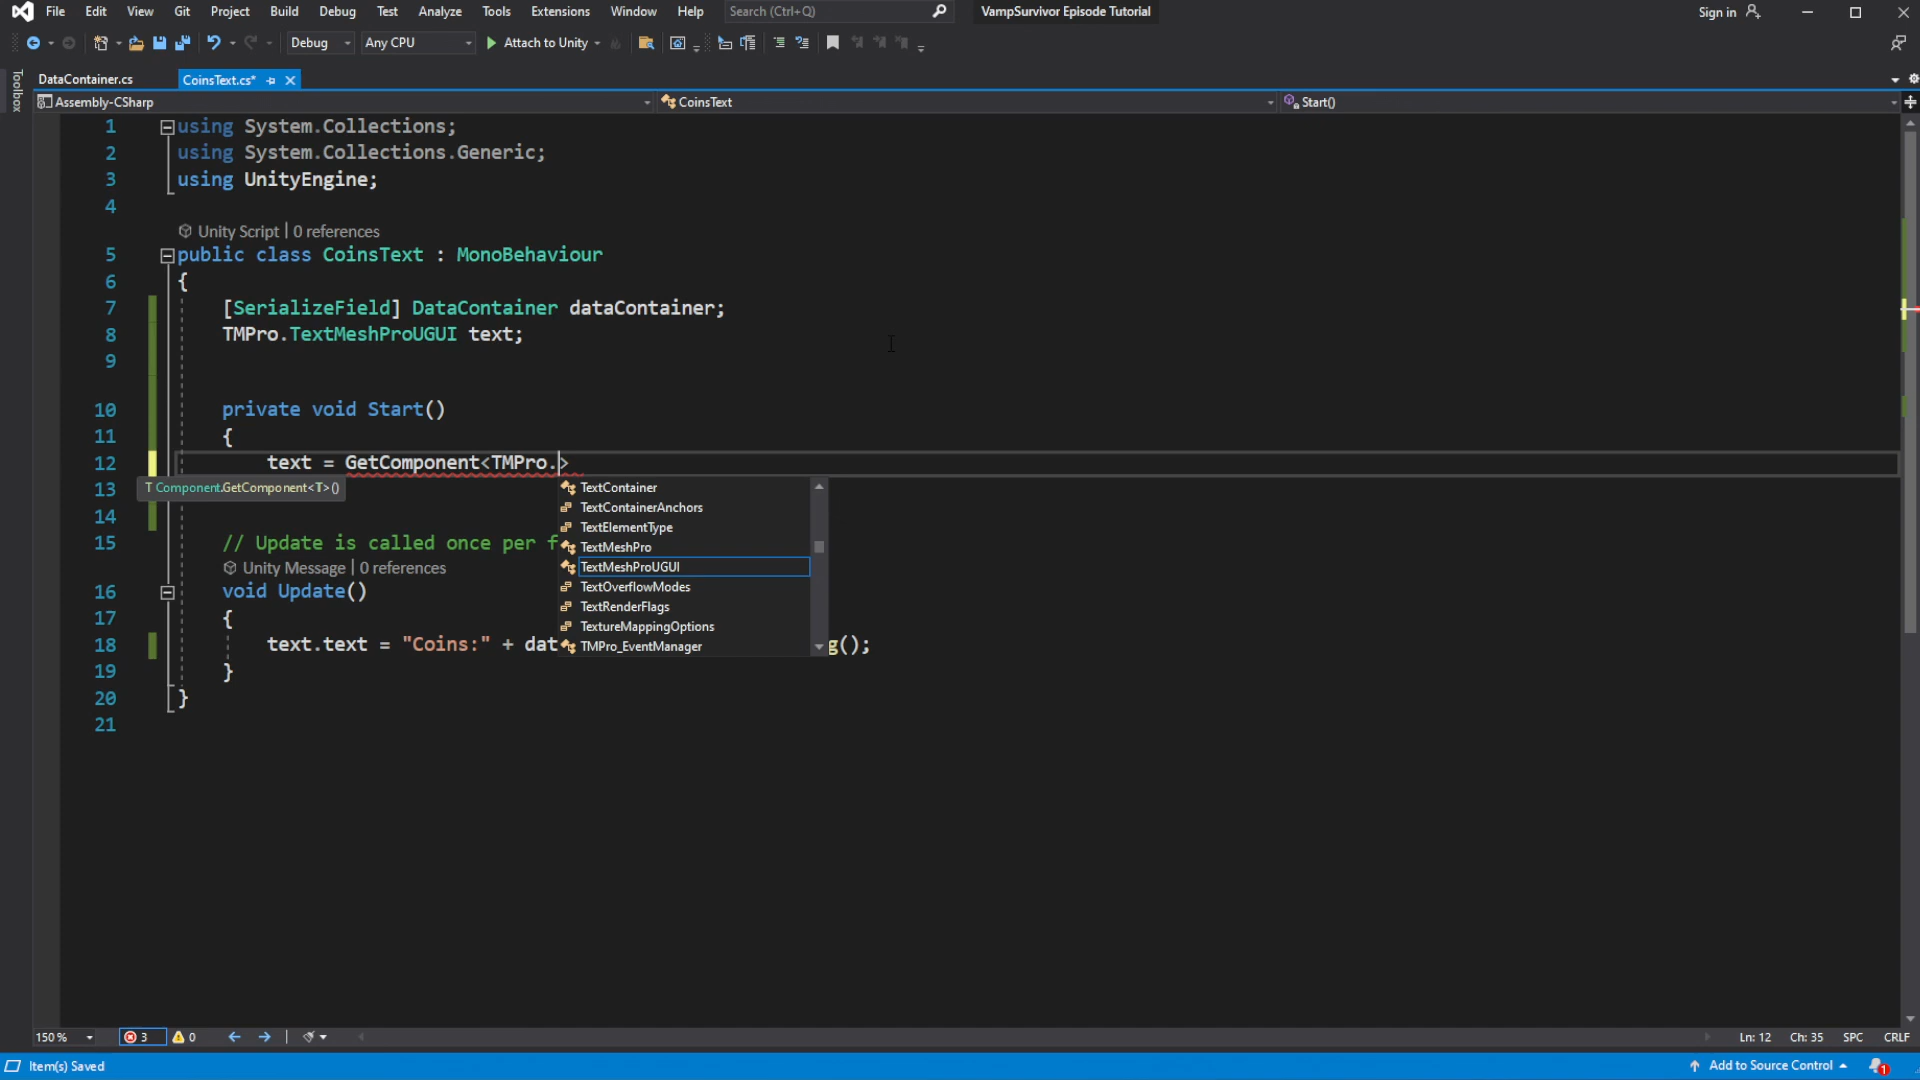 File Edit View Git Project Build Debug Test Analyze Tools Extensions Window Help Search (Ctrl+Q) VampSurvivor Episode Tutorial Sign in
Debug Any CPU Attach to Unity
Toolbox
DataContainer.cs CoinsText.cs*
Assembly-CSharp CoinsText Start()
1 using System.Collections;
2 using System.Collections.Generic;
3 using UnityEngine;
4
Unity Script | 0 references
5 public class CoinsText : MonoBehaviour
6 {
7 [SerializeField] DataContainer dataContainer;
8 TMPro.TextMeshProUGUI text;
9
10 private void Start()
11 {
12 text = GetComponent<TMPro.>
13 T Component.GetComponent<T>()
TextContainer
TextContainerAnchors
TextElementType
TextMeshPro
TextMeshProUGUI
TextOverflowModes
TextRenderFlags
TextureMappingOptions
TMPro_EventManager
14
15 // Update is called once per f
Unity Message | 0 references
16 void Update()
17 {
18 text.text = "Coins:" + dat g();
19 }
20 }
21
150 % 3 0 Ln: 12 Ch: 35 SPC CRLF
Item(s) Saved Add to Source Control 1